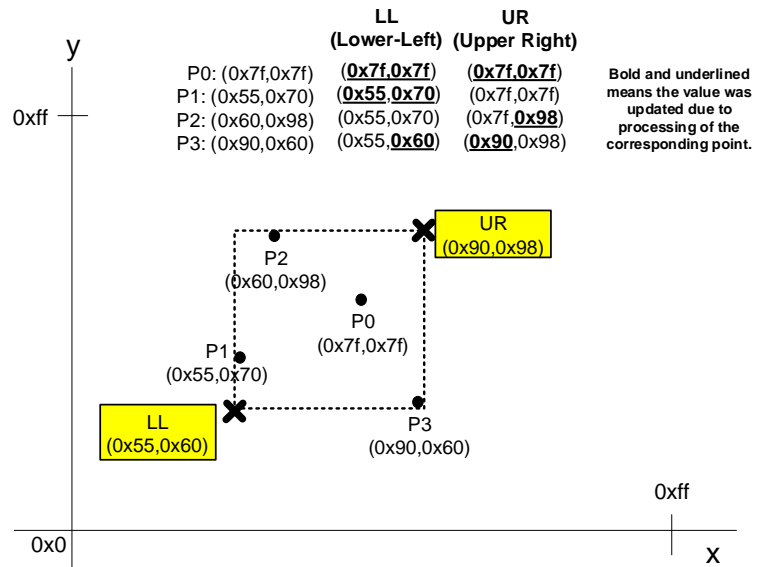 LL UR
(Lower-Left) (Upper Right)
P0: (0x7f,0x7f) (0x7f,0x7f) (0x7f,0x7f)
P1: (0x55,0x70) (0x55,0x70) (0x7f,0x7f)
P2: (0x60,0x98) (0x55,0x70) (0x7f,0x98)
P3: (0x90,0x60) (0x55,0x60) (0x90,0x98)
Bold and underlined
means the value was
updated due to
processing of the
corresponding point.
y
0xff
UR
(0x90,0x98)
P2
(0x60,0x98)
P0
(0x7f,0x7f)
P1
(0x55,0x70)
LL
(0x55,0x60)
P3
(0x90,0x60)
0xff
0x0
x